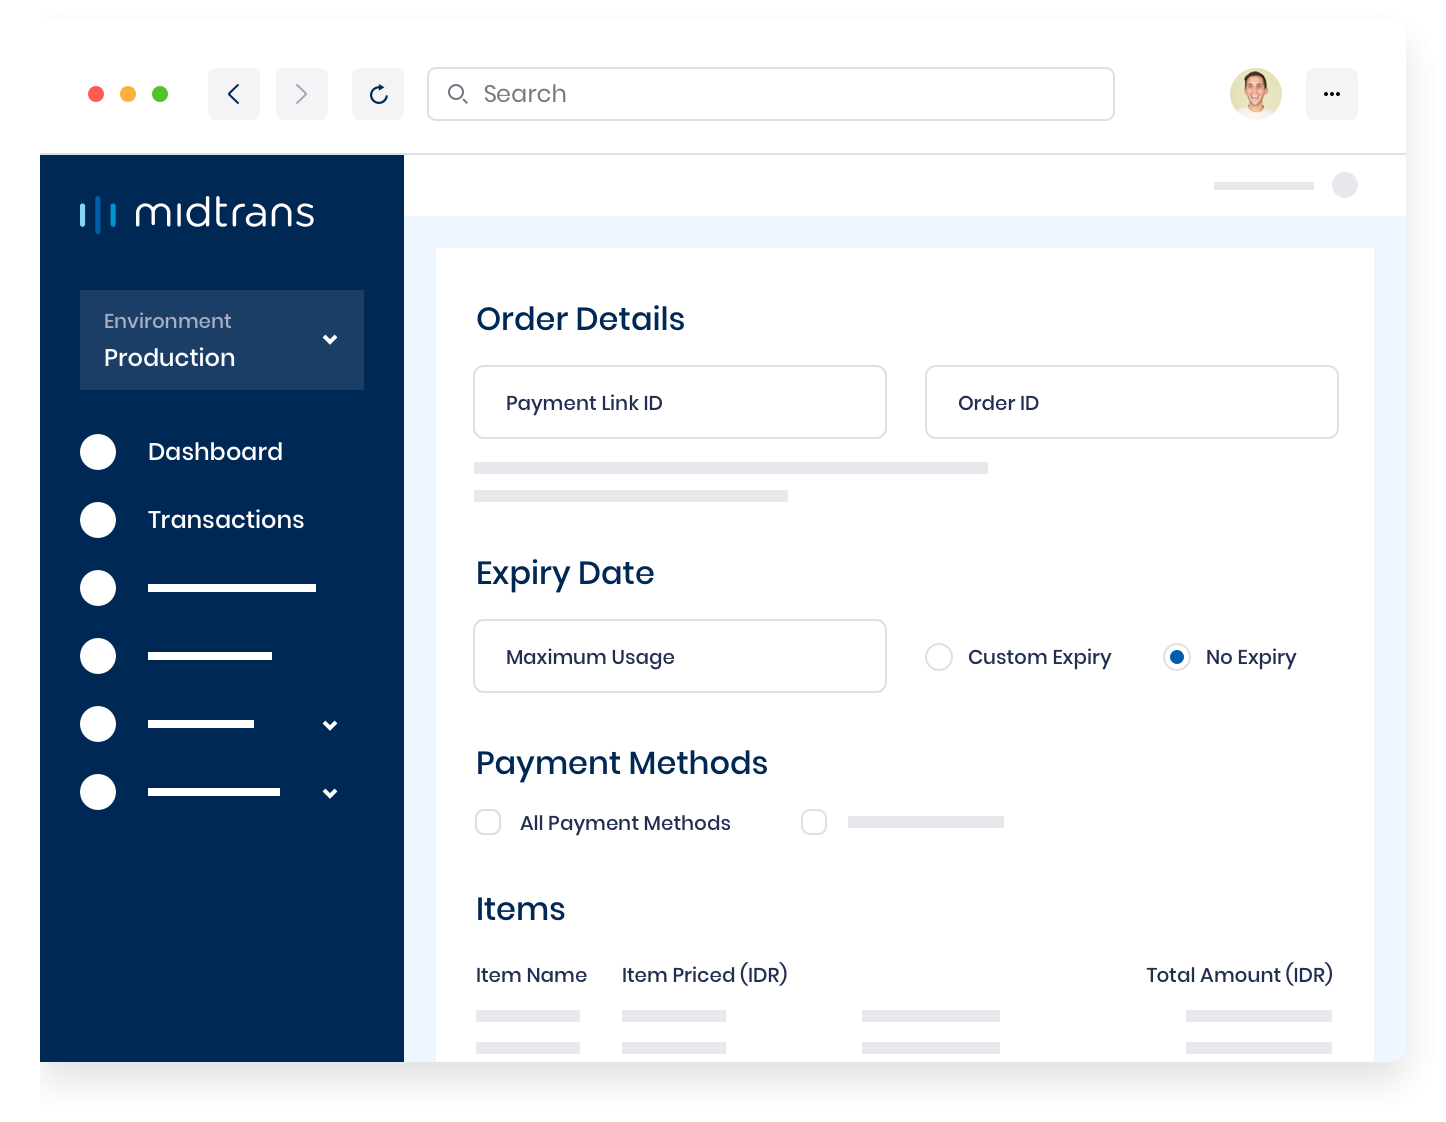 Search
midtrans
Environment
Production
Dashboard
Transactions
Order Details
Payment Link ID
Order ID
Expiry Date
Maximum Usage
Custom Expiry
No Expiry
Payment Methods
All Payment Methods
Items
Item Name
Item Priced (IDR)
Total Amount (IDR)